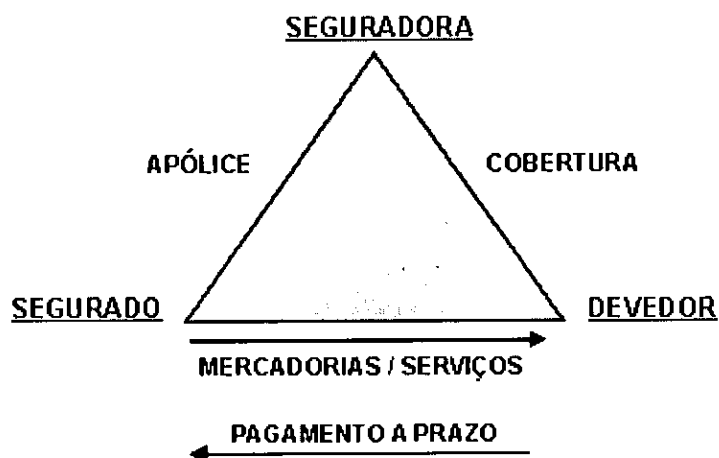 SEGURADORA
APÓLICE
COBERTURA
SEGURADO
DEVEDOR
MERCADORIAS / SERVIÇOS
PAGAMENTO A PRAZO